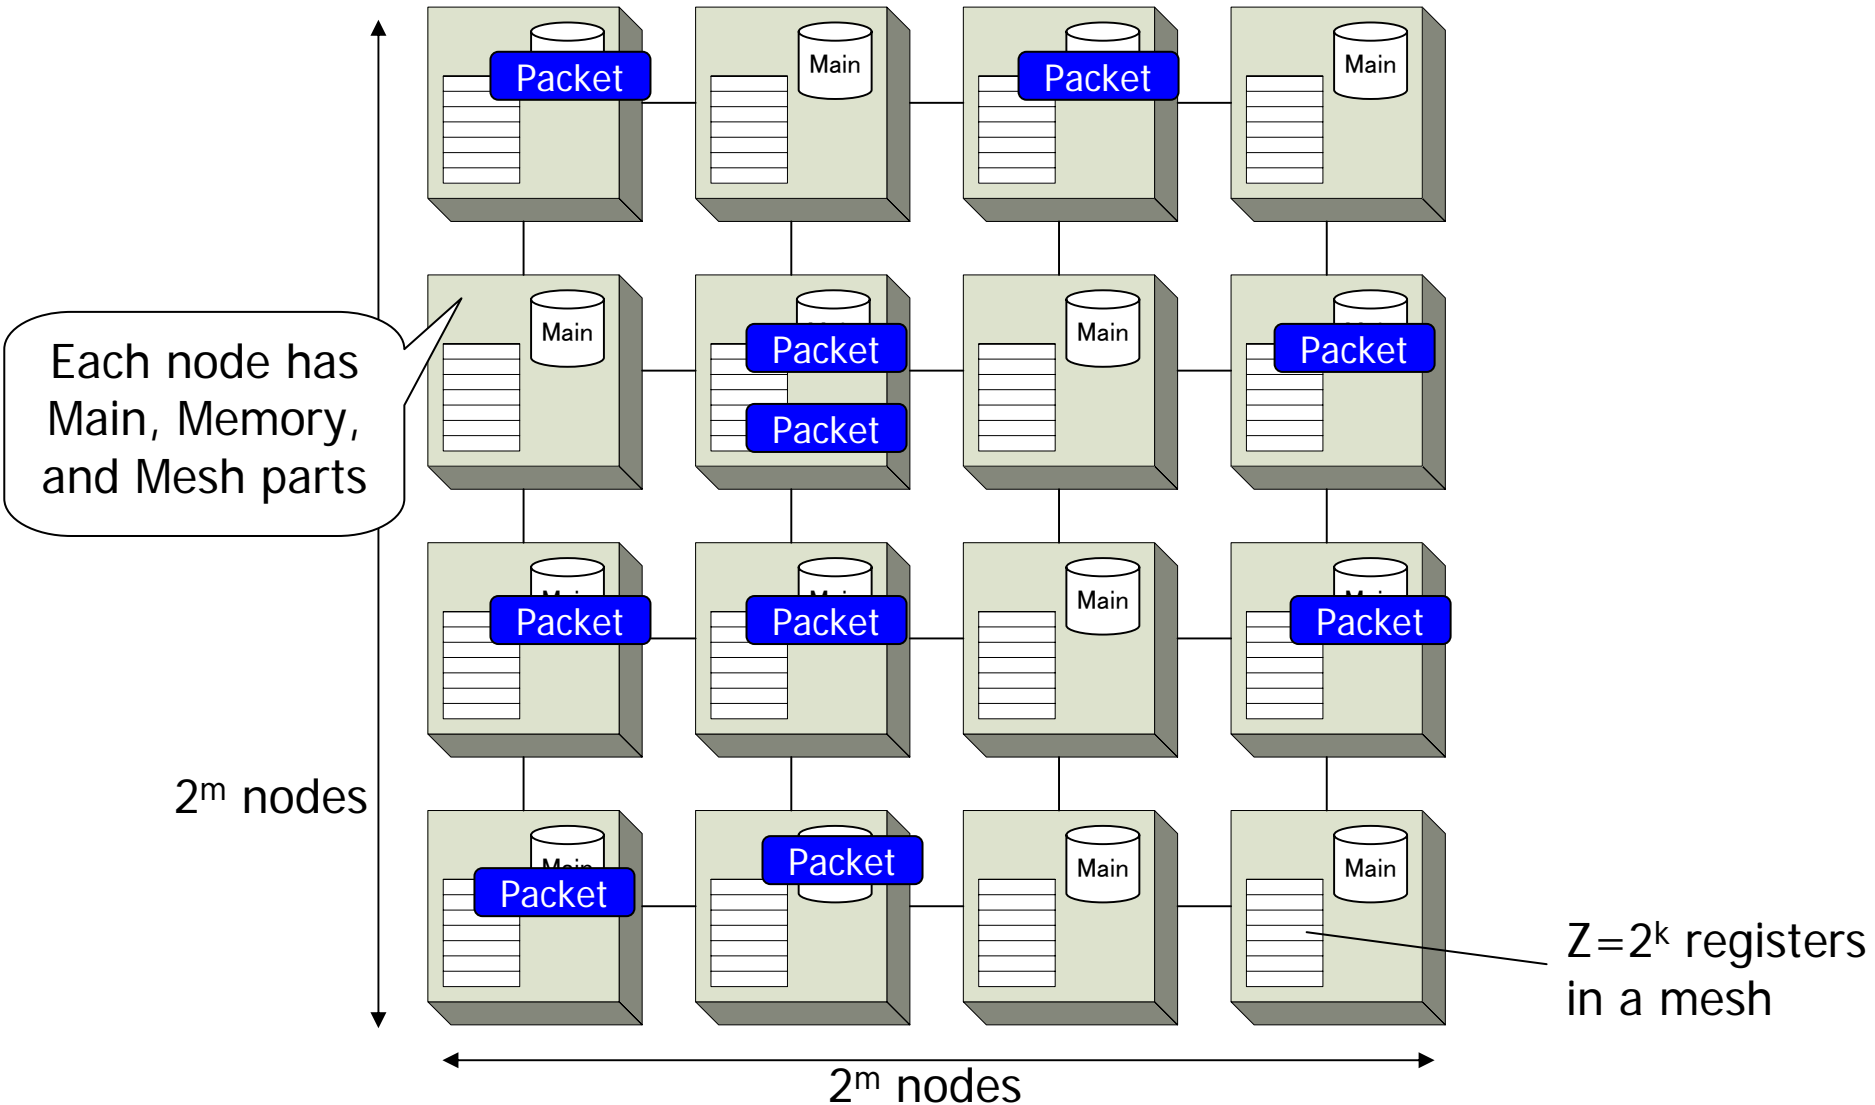 Packet
Main
Packet
Main
Each node has
Main, Memory,
and Mesh parts
Main
Packet
Packet
Main
Packet
Packet
Packet
Main
Packet
2ᵐ nodes
Main
Packet
Packet
Main
Main
Z=2ᵏ registers
in a mesh
2ᵐ nodes